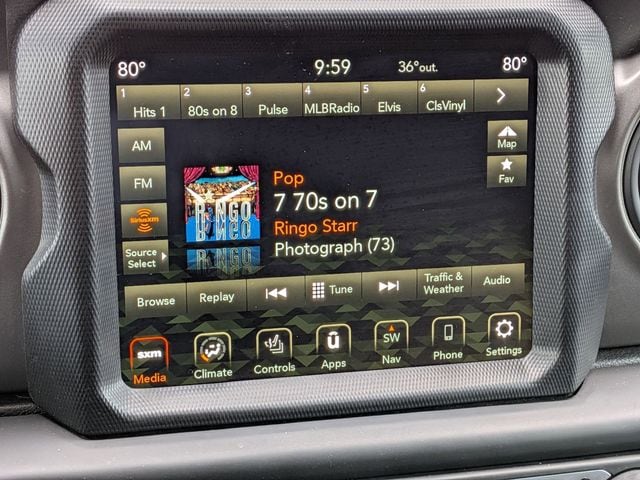 80° 9:59 36°out. 80°
1 2 3 4 5 6
Hits 1 80s on 8 Pulse MLBRadio Elvis ClsVinyl
AM
Map
FM
Fav
SiriusXM
Source
Select
RINGO
Pop
7 70s on 7
Ringo Starr
Photograph (73)
Browse Replay Tune Traffic &
Weather Audio
sxm SW
Media Climate Controls Apps Nav Phone Settings